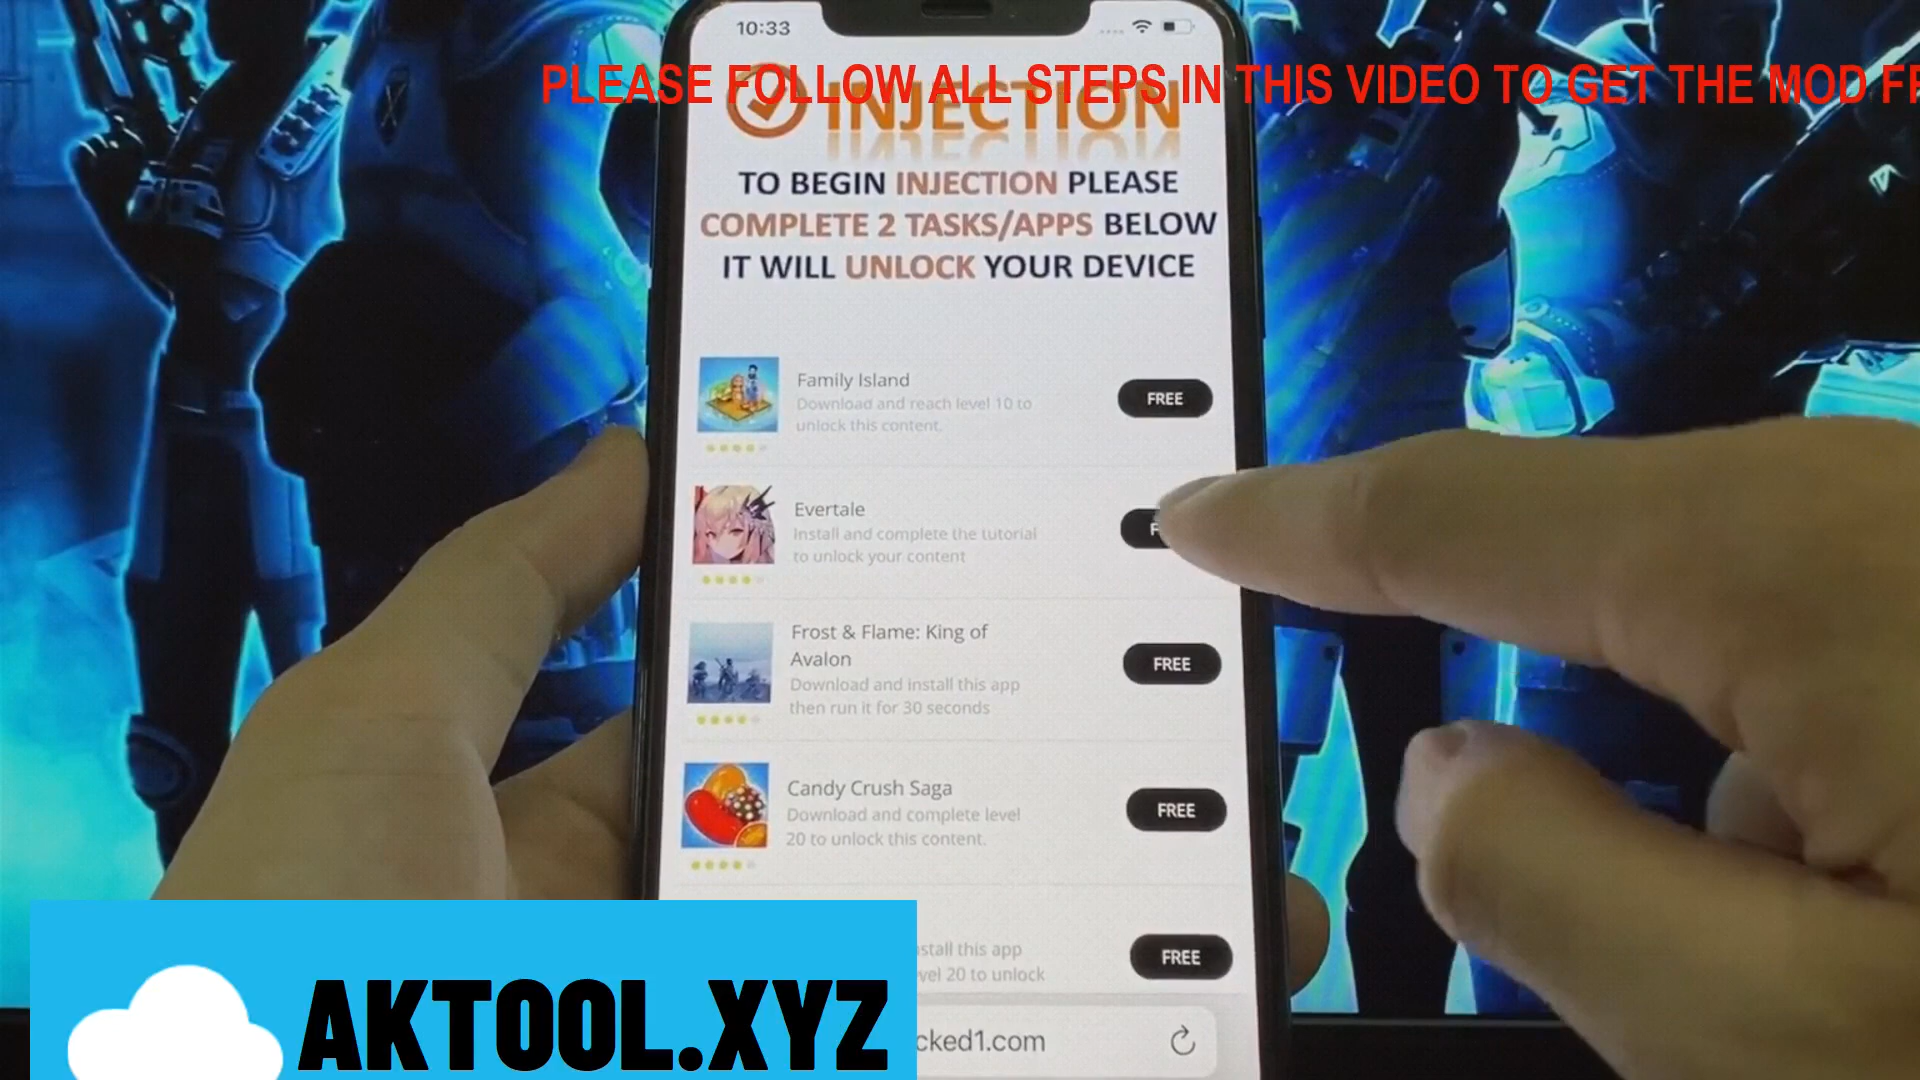 10:33
PLEASE FOLLOW ALL STEPS IN THIS VIDEO TO GET THE MOD FR
INJECTION
TO BEGIN INJECTION PLEASE
COMPLETE 2 TASKS/APPS BELOW
IT WILL UNLOCK YOUR DEVICE
Family Island
Download and reach level 10 to
unlock this content.
FREE
Evertale
Install and complete the tutorial
to unlock your content
F
Frost & Flame: King of
Avalon
Download and install this app
then run it for 30 seconds
FREE
Candy Crush Saga
Download and complete level
20 to unlock this content.
FREE
stall this app
vel 20 to unlock
FREE
AKTOOL.XYZ
cked1.com